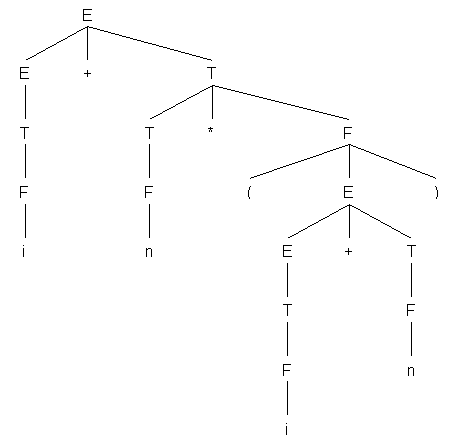 E
E + T
T T * F
F F ( E )
i n E + T
T F
F n
i